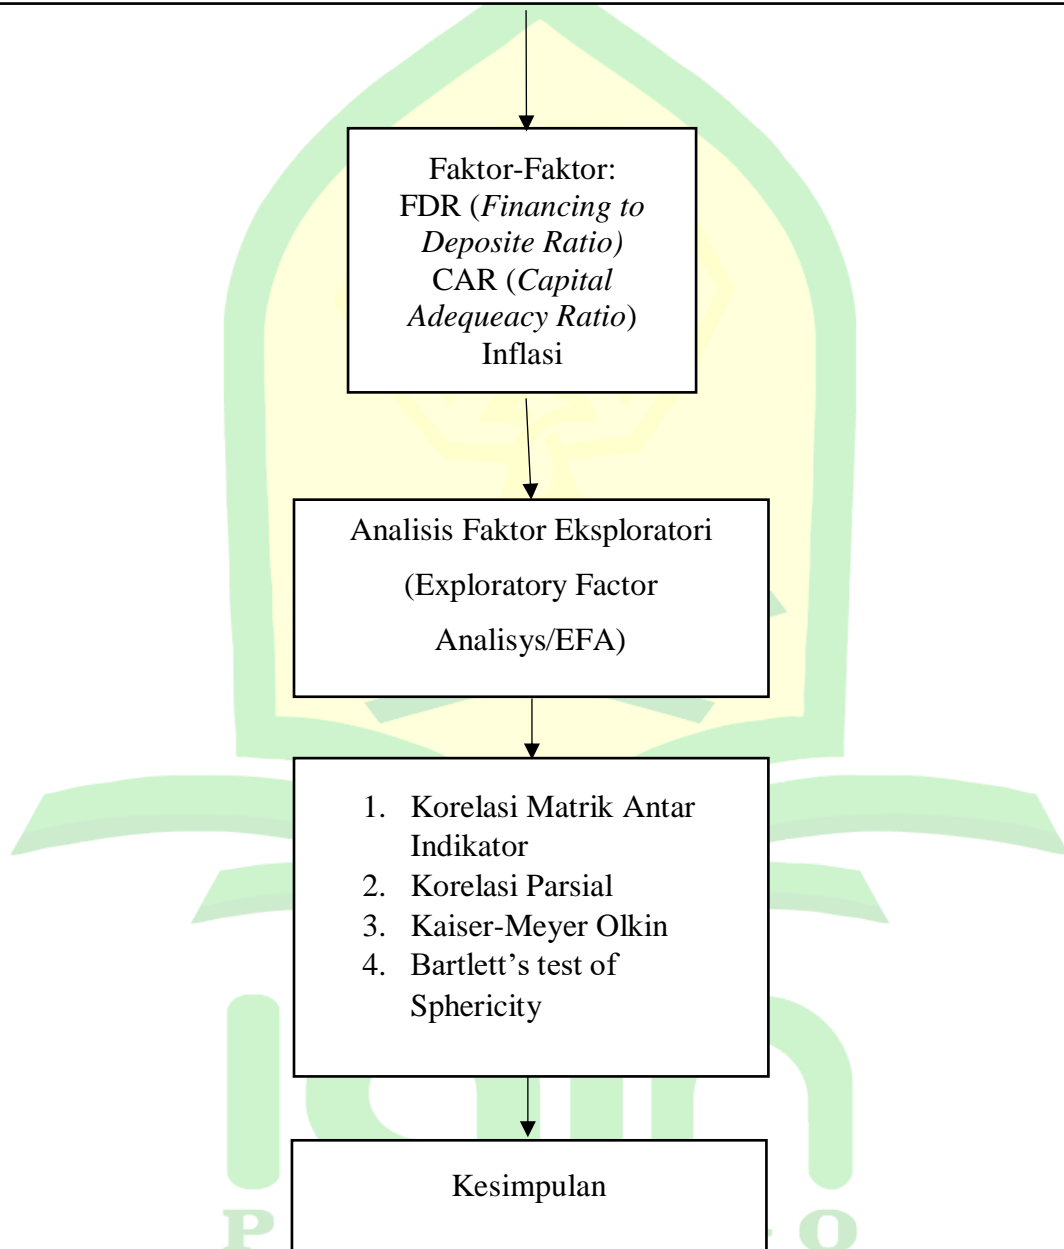 Faktor-Faktor:
FDR (Financing to
Deposite Ratio)
CAR (Capital
Adequeacy Ratio)
Inflasi
Analisis Faktor Eksploratori
(Exploratory Factor
Analisys/EFA)
1. Korelasi Matrik Antar
Indikator
2. Korelasi Parsial
3. Kaiser-Meyer Olkin
4. Bartlett’s test of
Sphericity
Kesimpulan